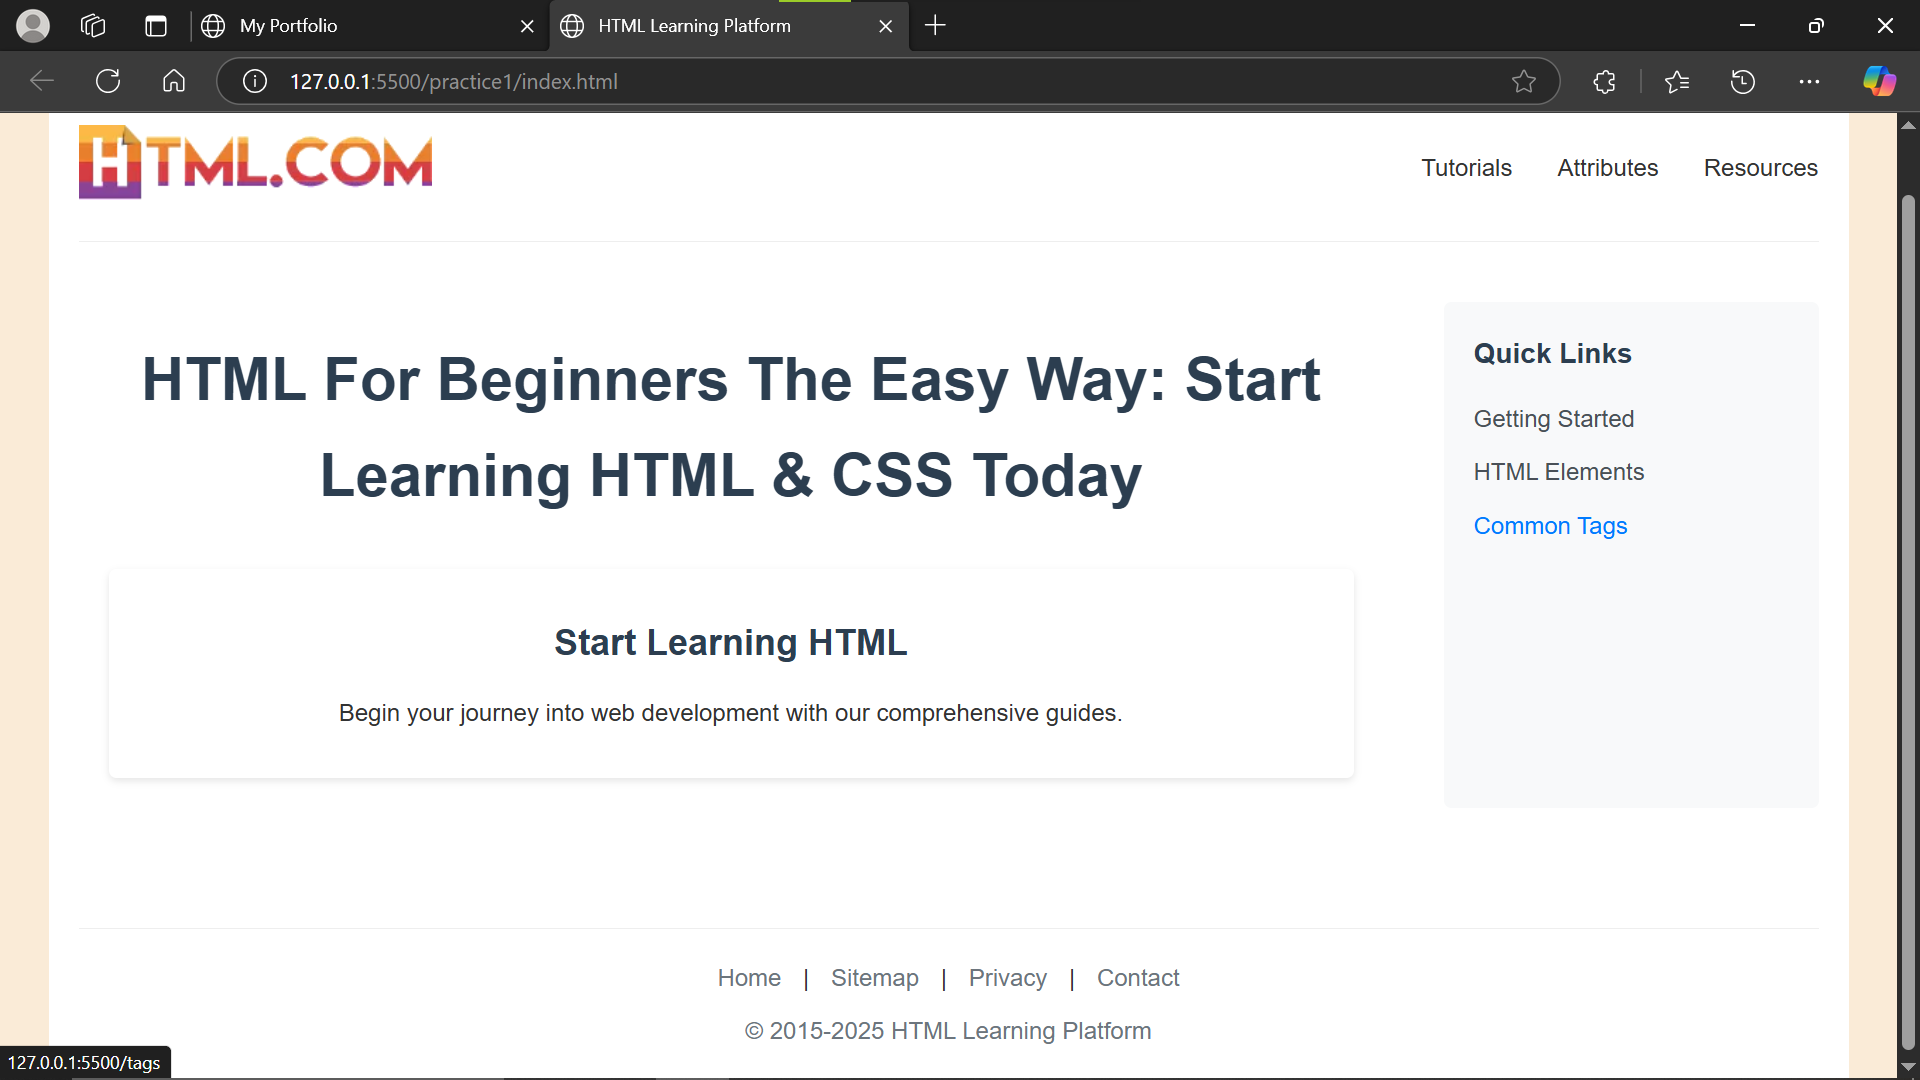 My Portfolio
HTML Learning Platform
127.0.0.1:5500/practice1/index.html
HTML.COM
Tutorials Attributes Resources
HTML For Beginners The Easy Way: Start
Learning HTML & CSS Today
Quick Links
Getting Started
HTML Elements
Common Tags
Start Learning HTML
Begin your journey into web development with our comprehensive guides.
Home | Sitemap | Privacy | Contact
© 2015-2025 HTML Learning Platform
127.0.0.1:5500/tags